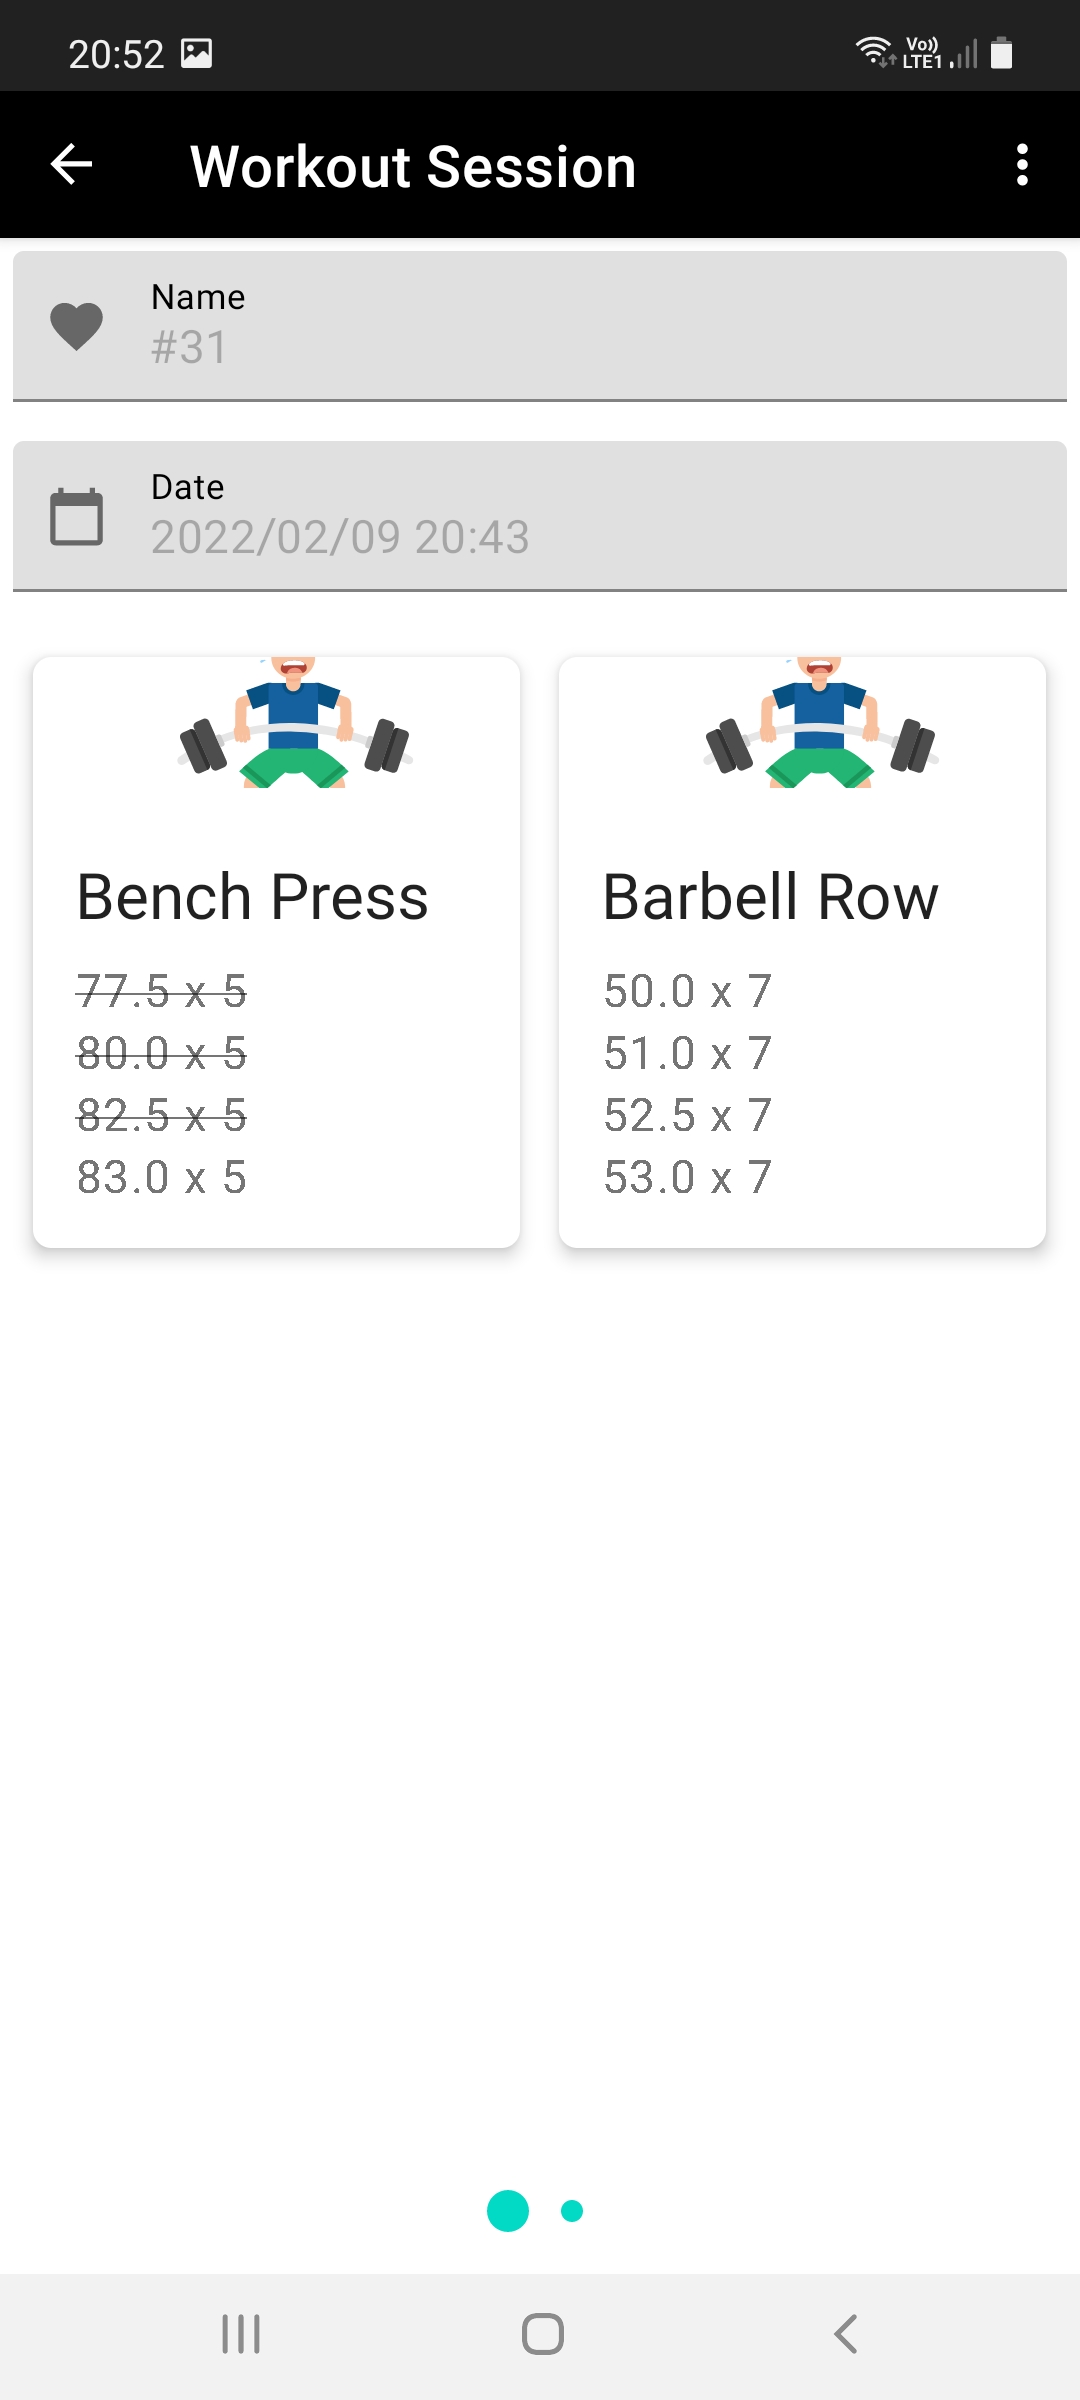 20:52
Vo))
LTE1
Workout Session
Name
#31
Date
2022/02/09 20:43
Bench Press
77.5 x 5
80.0 x 5
82.5 x 5
83.0 x 5
Barbell Row
50.0 x 7
51.0 x 7
52.5 x 7
53.0 x 7